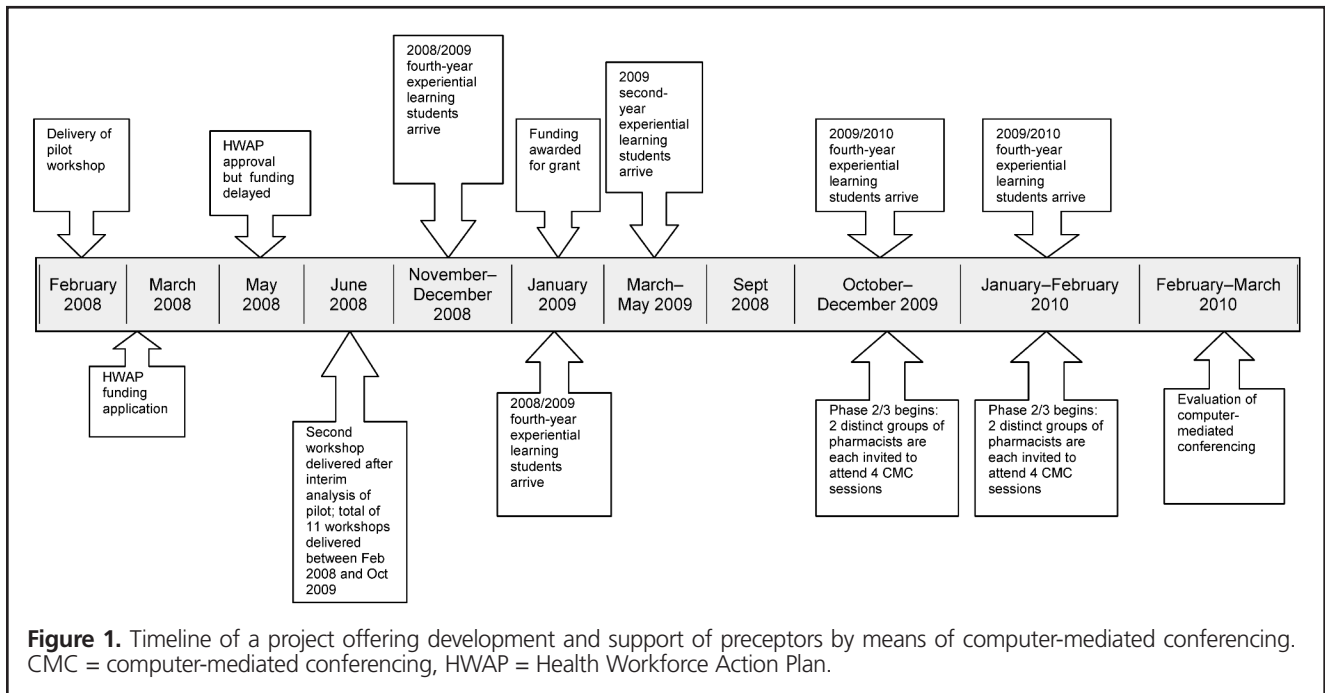 2008/2009
fourth-year
experiential
learning
students
arrive
2009
second-
year
experiential
learning
students
arrive
Delivery of
pilot
workshop
HWAP
approval
but funding
delayed
Funding
awarded
for grant
2009/2010
fourth-year
experiential
learning
students arrive
2009/2010
fourth-year
experiential
learning
students arrive
February
2008
March
2008
May
2008
June
2008
November–
December
2008
January
2009
March–
May 2009
Sept
2008
October–
December 2009
January–February
2010
February–March
2010
HWAP
funding
application
Second
workshop
delivered after
interim
analysis of
pilot; total of
11 workshops
delivered
between Feb
2008 and Oct
2009
2008/2009
fourth-year
experiential
learning
students
arrive
Phase 2/3 begins:
2 distinct groups of
pharmacists are
each invited to
attend 4 CMC
sessions
Phase 2/3 begins:
2 distinct groups of
pharmacists are
each invited to
attend 4 CMC
sessions
Evaluation of
computer-
mediated
conferencing
Figure 1. Timeline of a project offering development and support of preceptors by means of computer-mediated conferencing.
CMC = computer-mediated conferencing, HWAP = Health Workforce Action Plan.